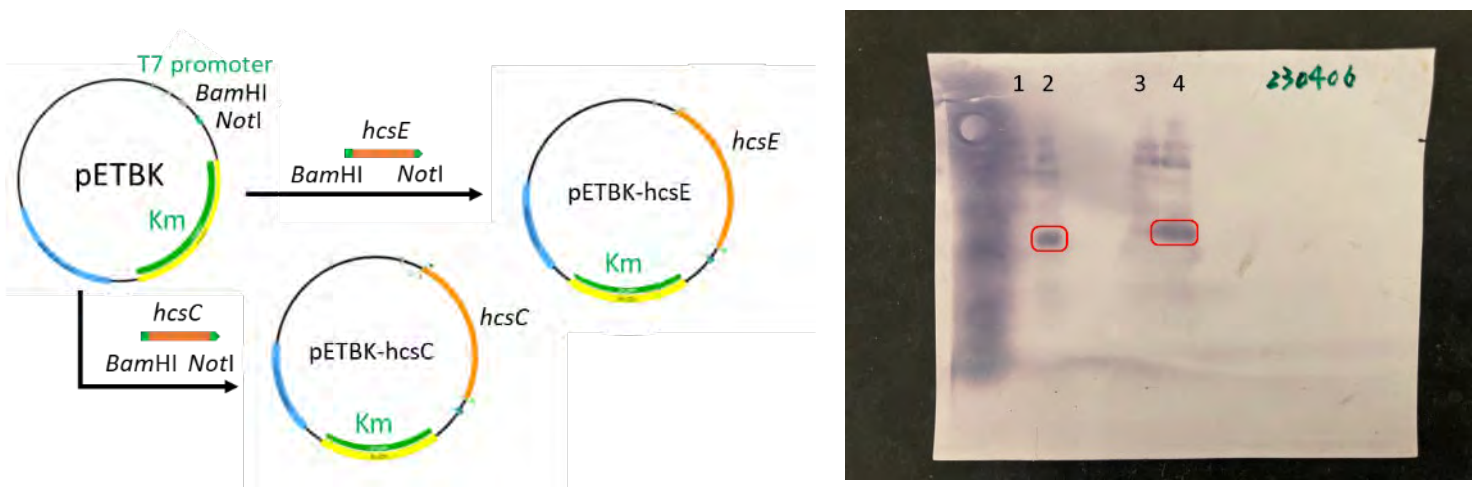 T7 promoter
BamHI
NotI
pETBK
Km
hcsE
BamHI NotI
hcsE
pETBK-hcsE
Km
hcsC
BamHI NotI
hcsC
pETBK-hcsC
Km
1 2 3 4
230406